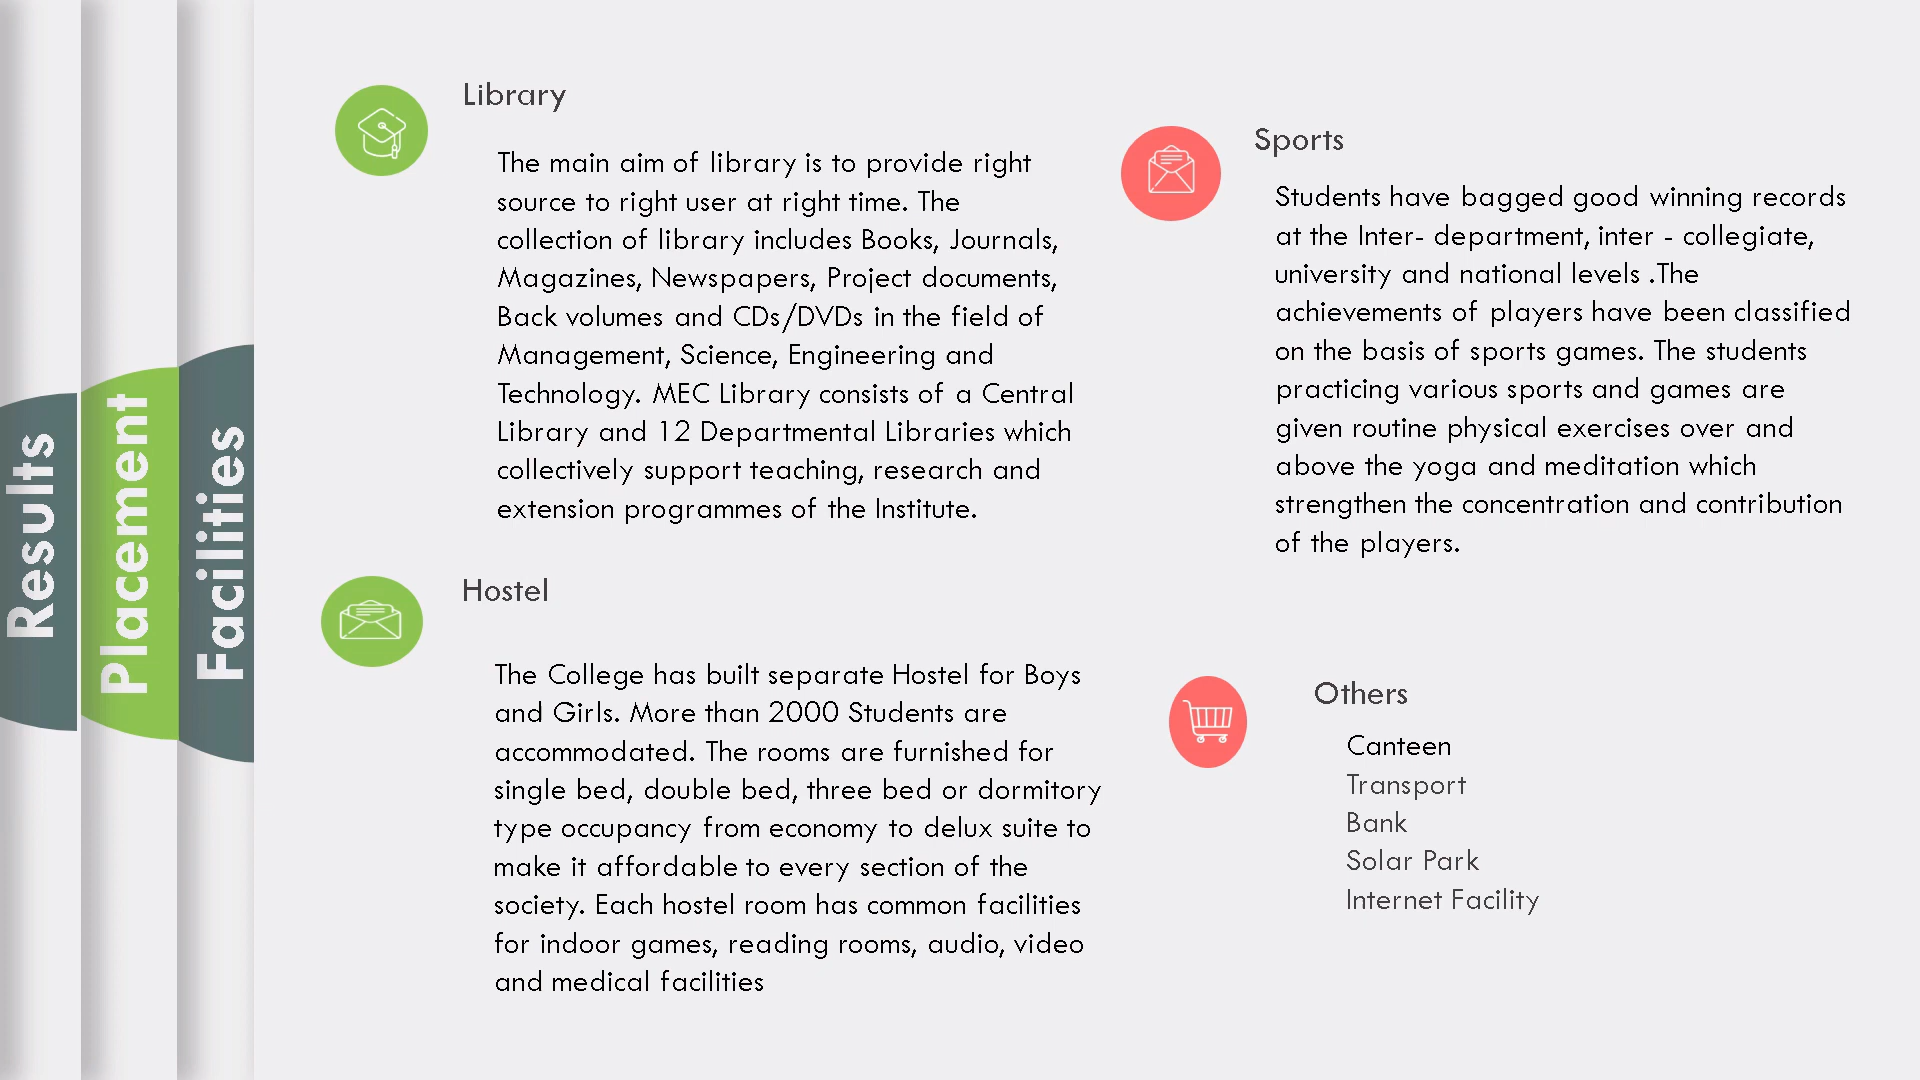 Results
Placement
Facilities
Library
The main aim of library is to provide right
source to right user at right time. The
collection of library includes Books, Journals,
Magazines, Newspapers, Project documents,
Back volumes and CDs/DVDs in the field of
Management, Science, Engineering and
Technology. MEC Library consists of a Central
Library and 12 Departmental Libraries which
collectively support teaching, research and
extension programmes of the Institute.
Hostel
The College has built separate Hostel for Boys
and Girls. More than 2000 Students are
accommodated. The rooms are furnished for
single bed, double bed, three bed or dormitory
type occupancy from economy to delux suite to
make it affordable to every section of the
society. Each hostel room has common facilities
for indoor games, reading rooms, audio, video
and medical facilities
Sports
Students have bagged good winning records
at the Inter- department, inter - collegiate,
university and national levels .The
achievements of players have been classified
on the basis of sports games. The students
practicing various sports and games are
given routine physical exercises over and
above the yoga and meditation which
strengthen the concentration and contribution
of the players.
Others
Canteen
Transport
Bank
Solar Park
Internet Facility